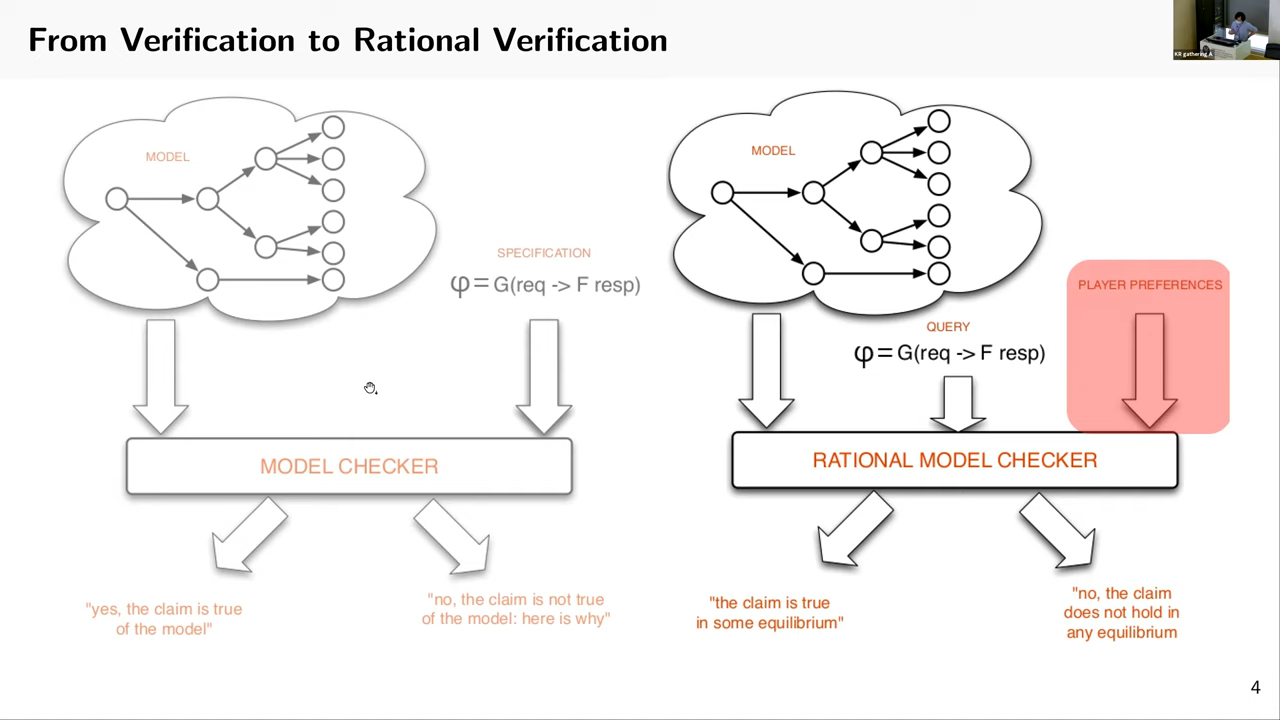 From Verification to Rational Verification
KR gathering A
MODEL
SPECIFICATION
φ = G(req -> F resp)
MODEL CHECKER
"yes, the claim is true
of the model"
"no, the claim is not true
of the model: here is why"
MODEL
QUERY
φ = G(req -> F resp)
PLAYER PREFERENCES
RATIONAL MODEL CHECKER
"the claim is true
in some equilibrium"
"no, the claim
does not hold in
any equilibrium
4